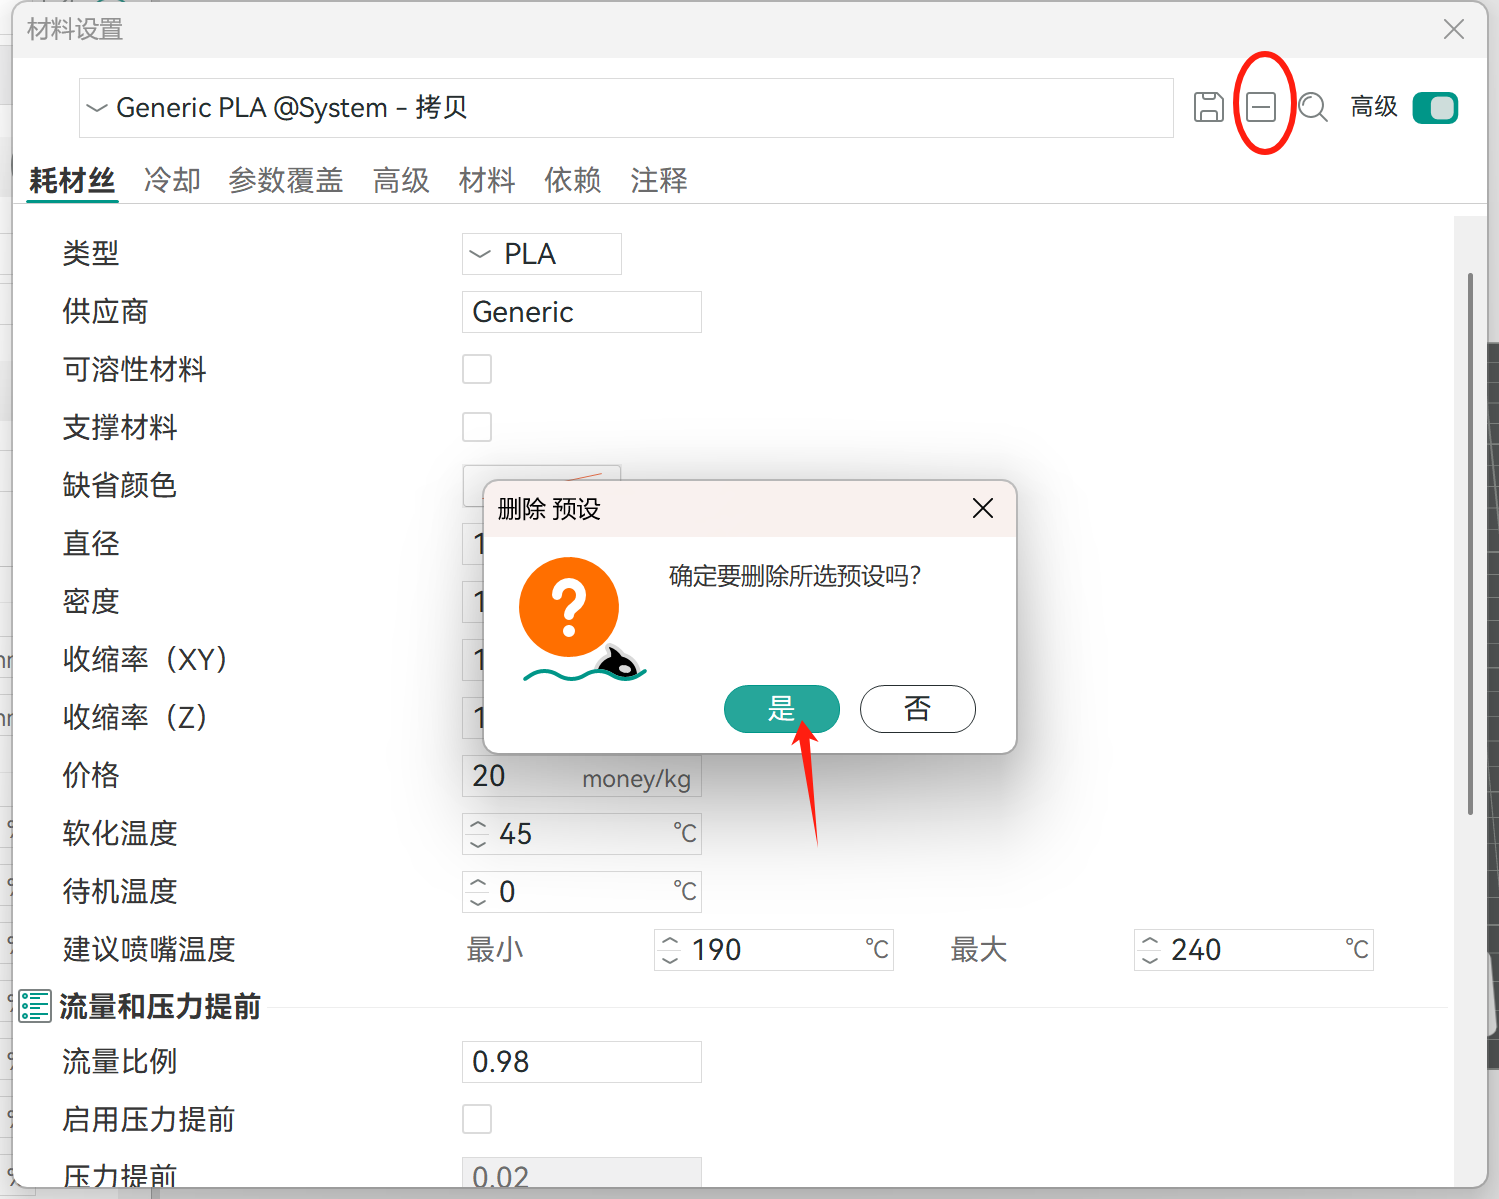 材料设置
Generic PLA @System - 拷贝
高级
耗材丝 冷却 参数覆盖 高级 材料 依赖 注释
类型 PLA
供应商 Generic
可溶性材料
支撑材料
缺省颜色
删除 预设
确定要删除所选预设吗?
是 否
直径 1
密度 1
收缩率（XY） 1
收缩率（Z） 1
价格 20 money/kg
软化温度 45 ℃
待机温度 0 ℃
建议喷嘴温度 最小 190 ℃ 最大 240 ℃
流量和压力提前
流量比例 0.98
启用压力提前
压力提前 0.02